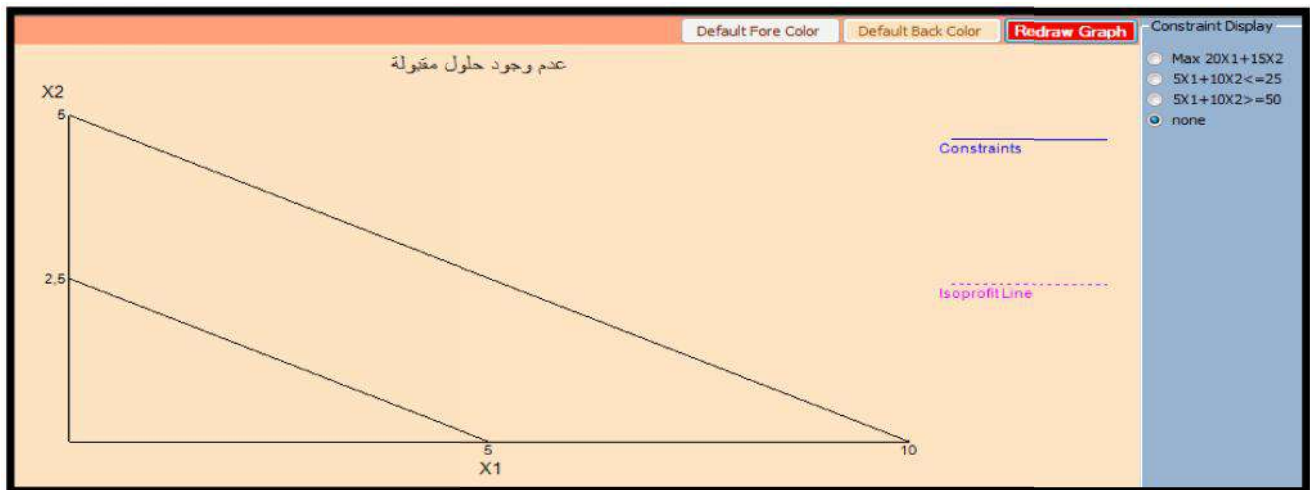 Default Fore Color
Default Back Color
Redraw Graph
Constraint Display
عدم وجود حلول مقبولة
Max 20X1+15X2
5X1+10X2<=25
5X1+10X2>=50
none
X2
5
2,5
Constraints
Isoprofit Line
5
10
X1